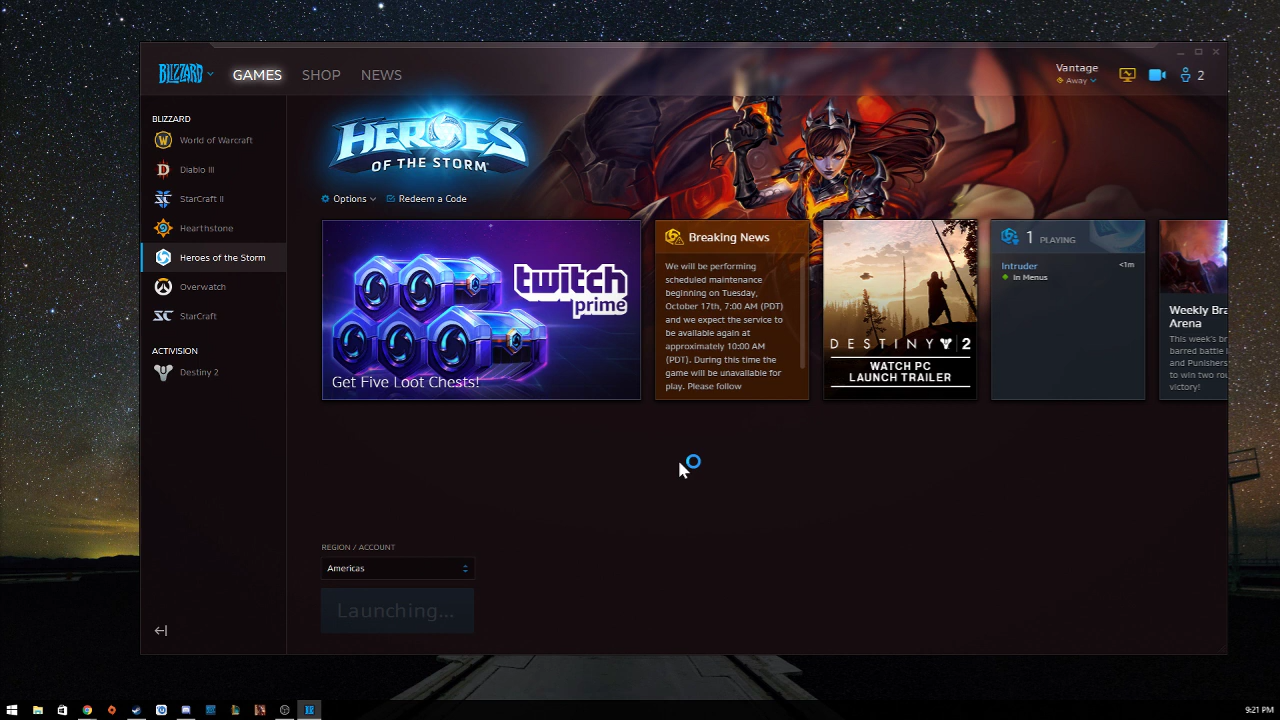 BLIZZARD
GAMES
SHOP
NEWS
Vantage
Away
2
BLIZZARD
World of Warcraft
Diablo III
StarCraft II
Hearthstone
Heroes of the Storm
Overwatch
StarCraft
ACTIVISION
Destiny 2
HEROES
OF THE STORM
Options
Redeem a Code
twitch
prime
Get Five Loot Chests!
Breaking News
We will be performing
scheduled maintenance
beginning on Tuesday,
October 17th, 7:00 AM (PDT)
and we expect the service to
be available again at
approximately 10:00 AM
(PDT). During this time the
game will be unavailable for
play. Please follow
DESTINY 2
WATCH PC
LAUNCH TRAILER
1 PLAYING
Intruder
<1m
In Menus
Weekly Bra
Arena
This week's br
barred battle i
and Punishers
to win two rou
victory!
REGION / ACCOUNT
Americas
Launching...
9:21 PM